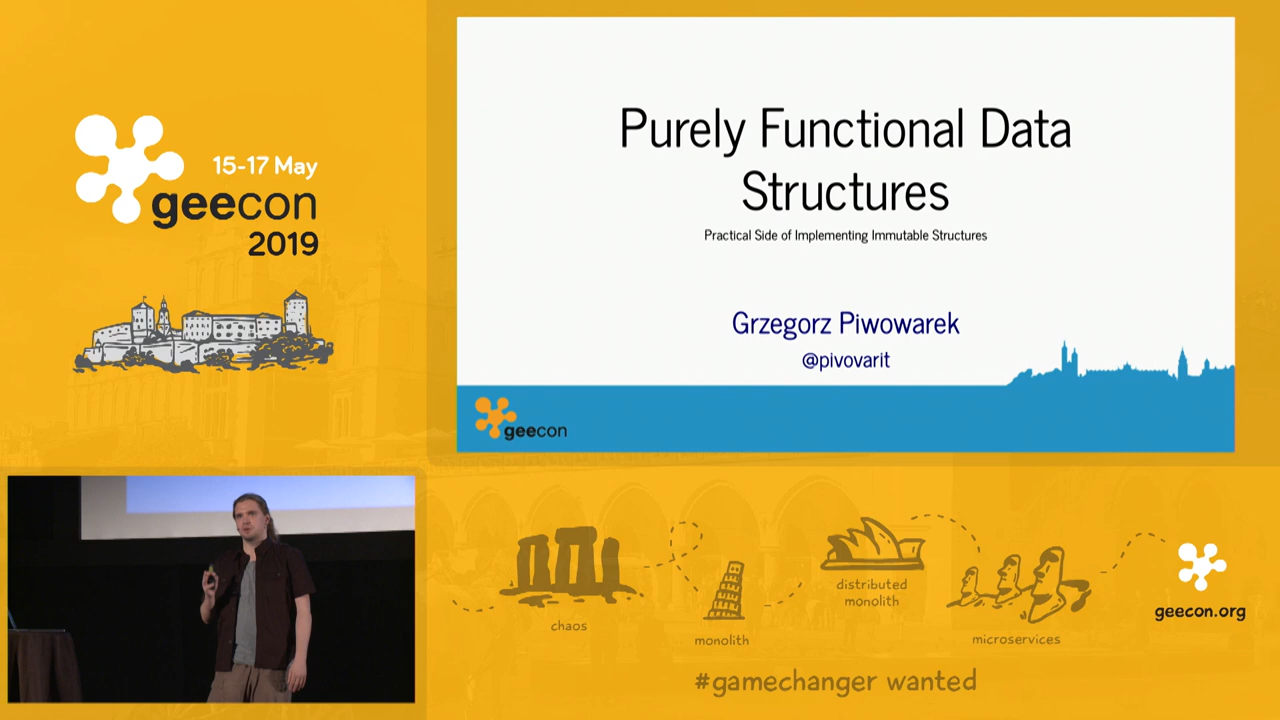 15-17 May
geecon
2019
Purely Functional Data
Structures
Practical Side of Implementing Immutable Structures
Grzegorz Piwowarek
@pivovarit
geecon
chaos
monolith
distributed
monolith
microservices
geecon.org
#gamechanger wanted